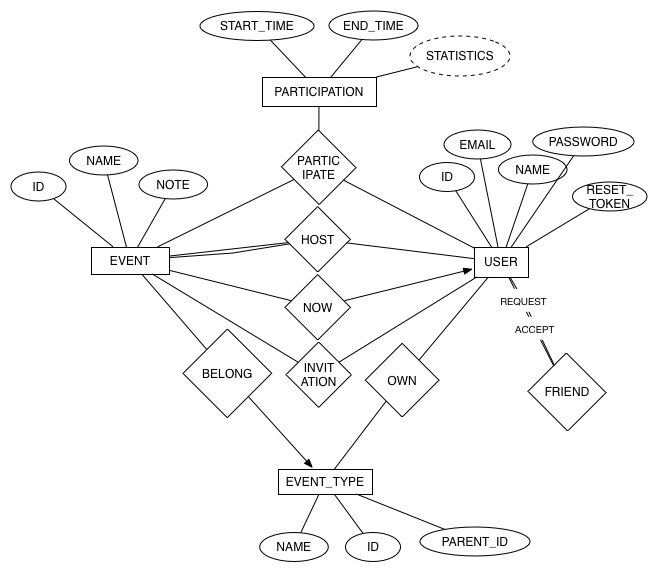 START_TIME
END_TIME
STATISTICS
PARTICIPATION
EMAIL
PASSWORD
PARTIC
IPATE
NAME
ID
NAME
ID
NOTE
RESET_
TOKEN
HOST
EVENT
USER
REQUEST
NOW
ACCEPT
INVIT
ATION
BELONG
OWN
FRIEND
EVENT_TYPE
NAME
ID
PARENT_ID